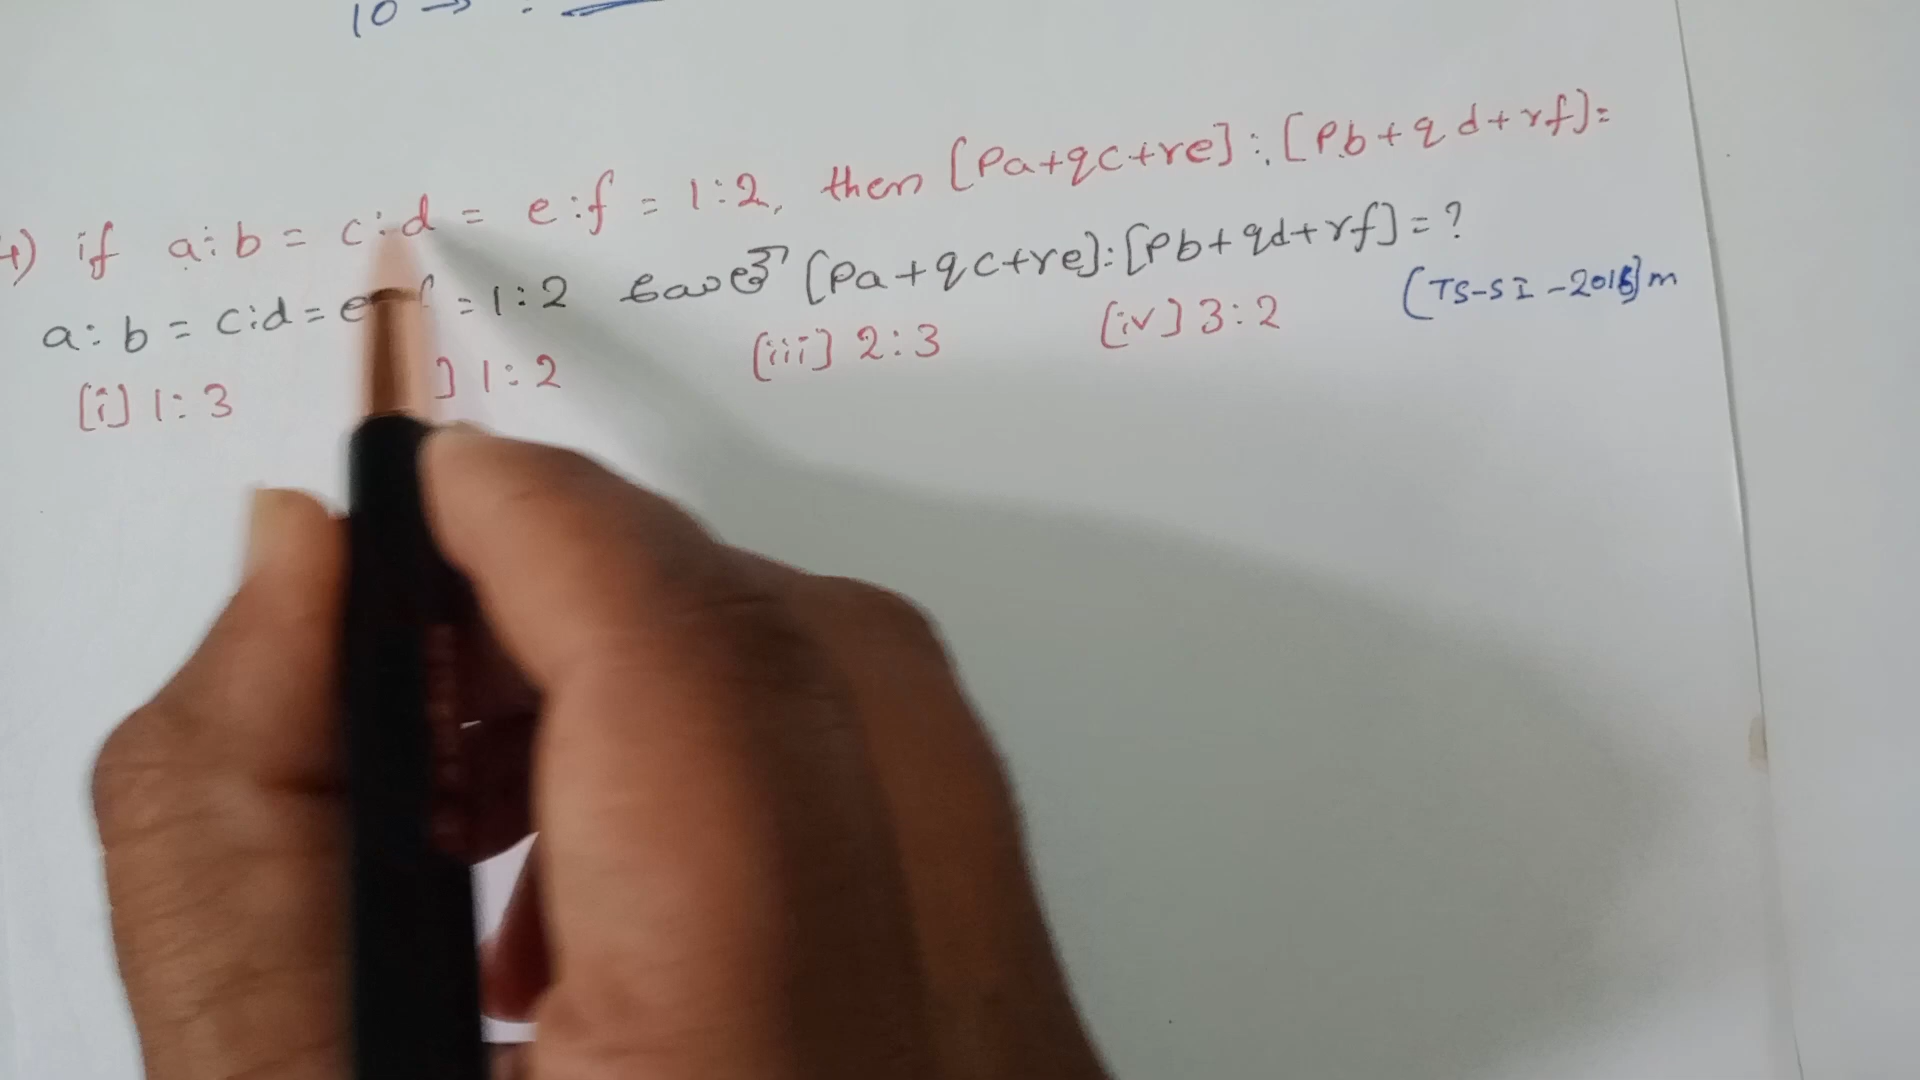 10 →
4) if a:b = c:d = e:f = 1:2, then [Pa+qc+re]:[Pb+qd+rf]=
a:b = c:d = e f = 1:2 అయితే [Pa+qc+re]:[Pb+qd+rf]=?
[i] 1:3 ] 1:2 [iii] 2:3 [iv] 3:2 [TS-SI-2015]m